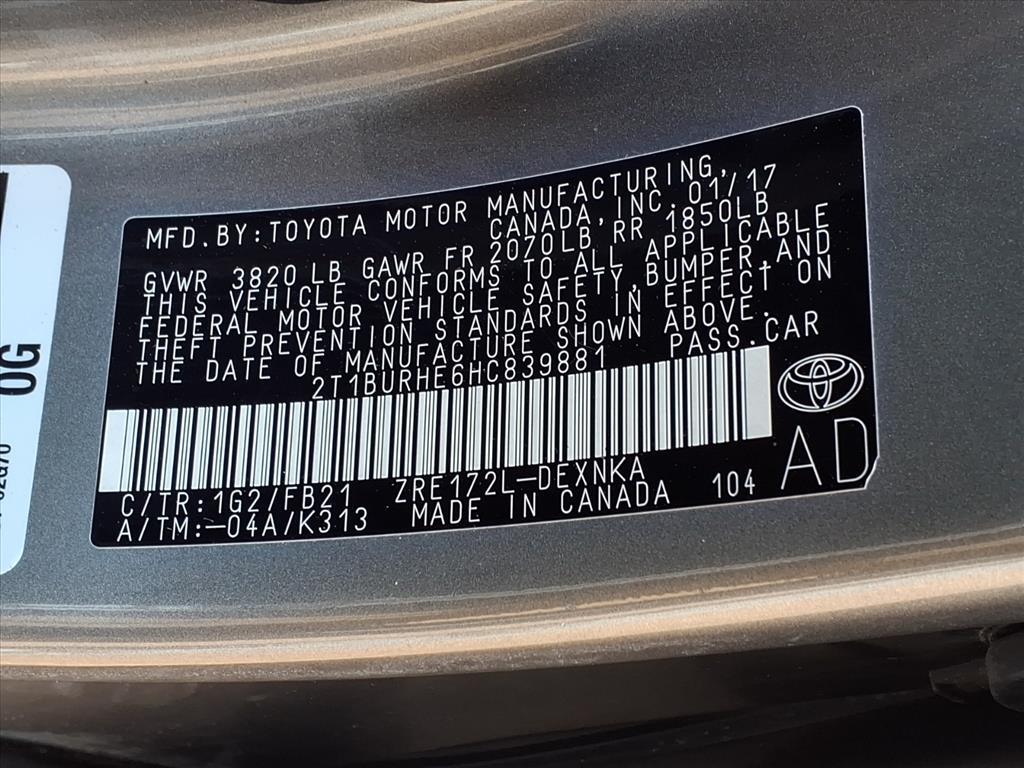 MFD.BY:TOYOTA MOTOR MANUFACTURING,
CANADA,INC.01/17
GVWR 3820 LB GAWR FR 2070LB RR 1850LB
THIS VEHICLE CONFORMS TO ALL APPLICABLE
FEDERAL MOTOR VEHICLE SAFETY,BUMPER,AND
THEFT PREVENTION STANDARDS IN EFFECT ON
THE DATE OF MANUFACTURE SHOWN ABOVE.
2T1BURHE6HC839881 PASS.CAR
C/TR:1G2/FB21 ZRE172L-DEXNKA
A/TM:-04A/K313 MADE IN CANADA 104
AD
0G